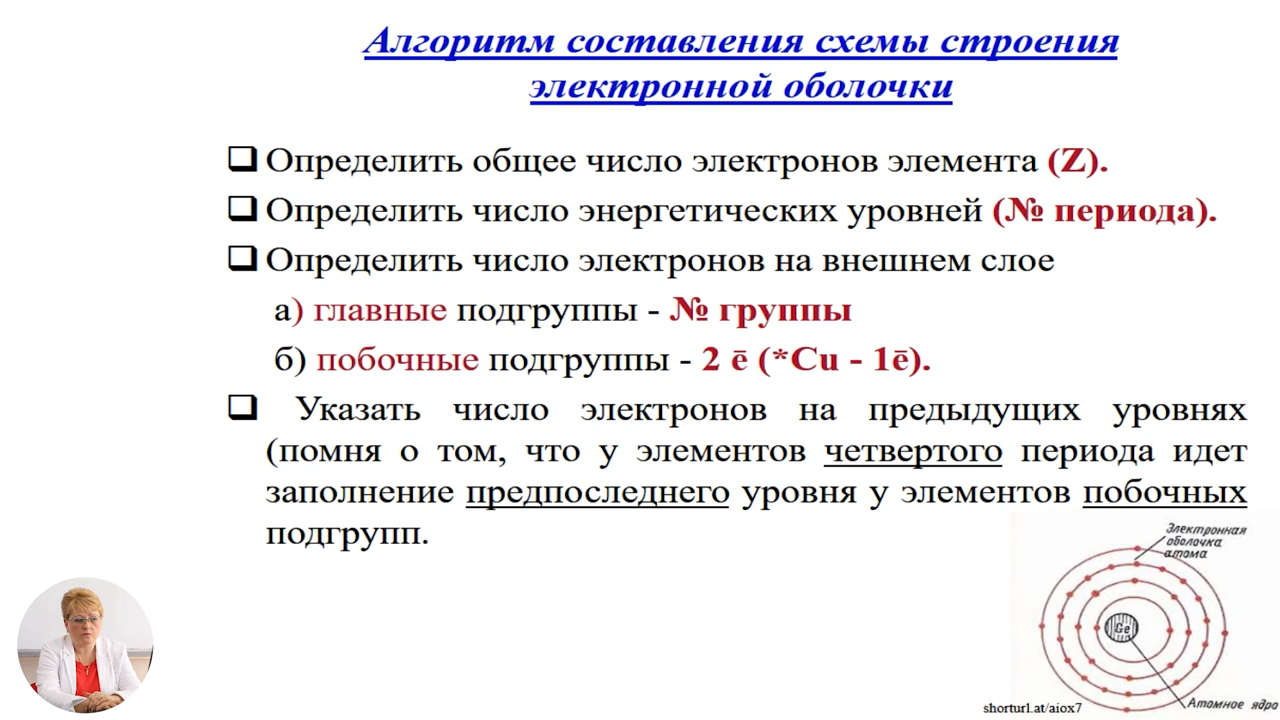 Алгоритм составления схемы строения
электронной оболочки
Определить общее число электронов элемента (Z).
Определить число энергетических уровней (№ периода).
Определить число электронов на внешнем слое
а) главные подгруппы - № группы
б) побочные подгруппы - 2 ē (*Cu - 1ē).
Указать число электронов на предыдущих уровнях
(помня о том, что у элементов четвертого периода идет
заполнение предпоследнего уровня у элементов побочных
подгрупп.
Электронная
оболочка
атома
Ge
Атомное ядро
shorturl.at/aiox7